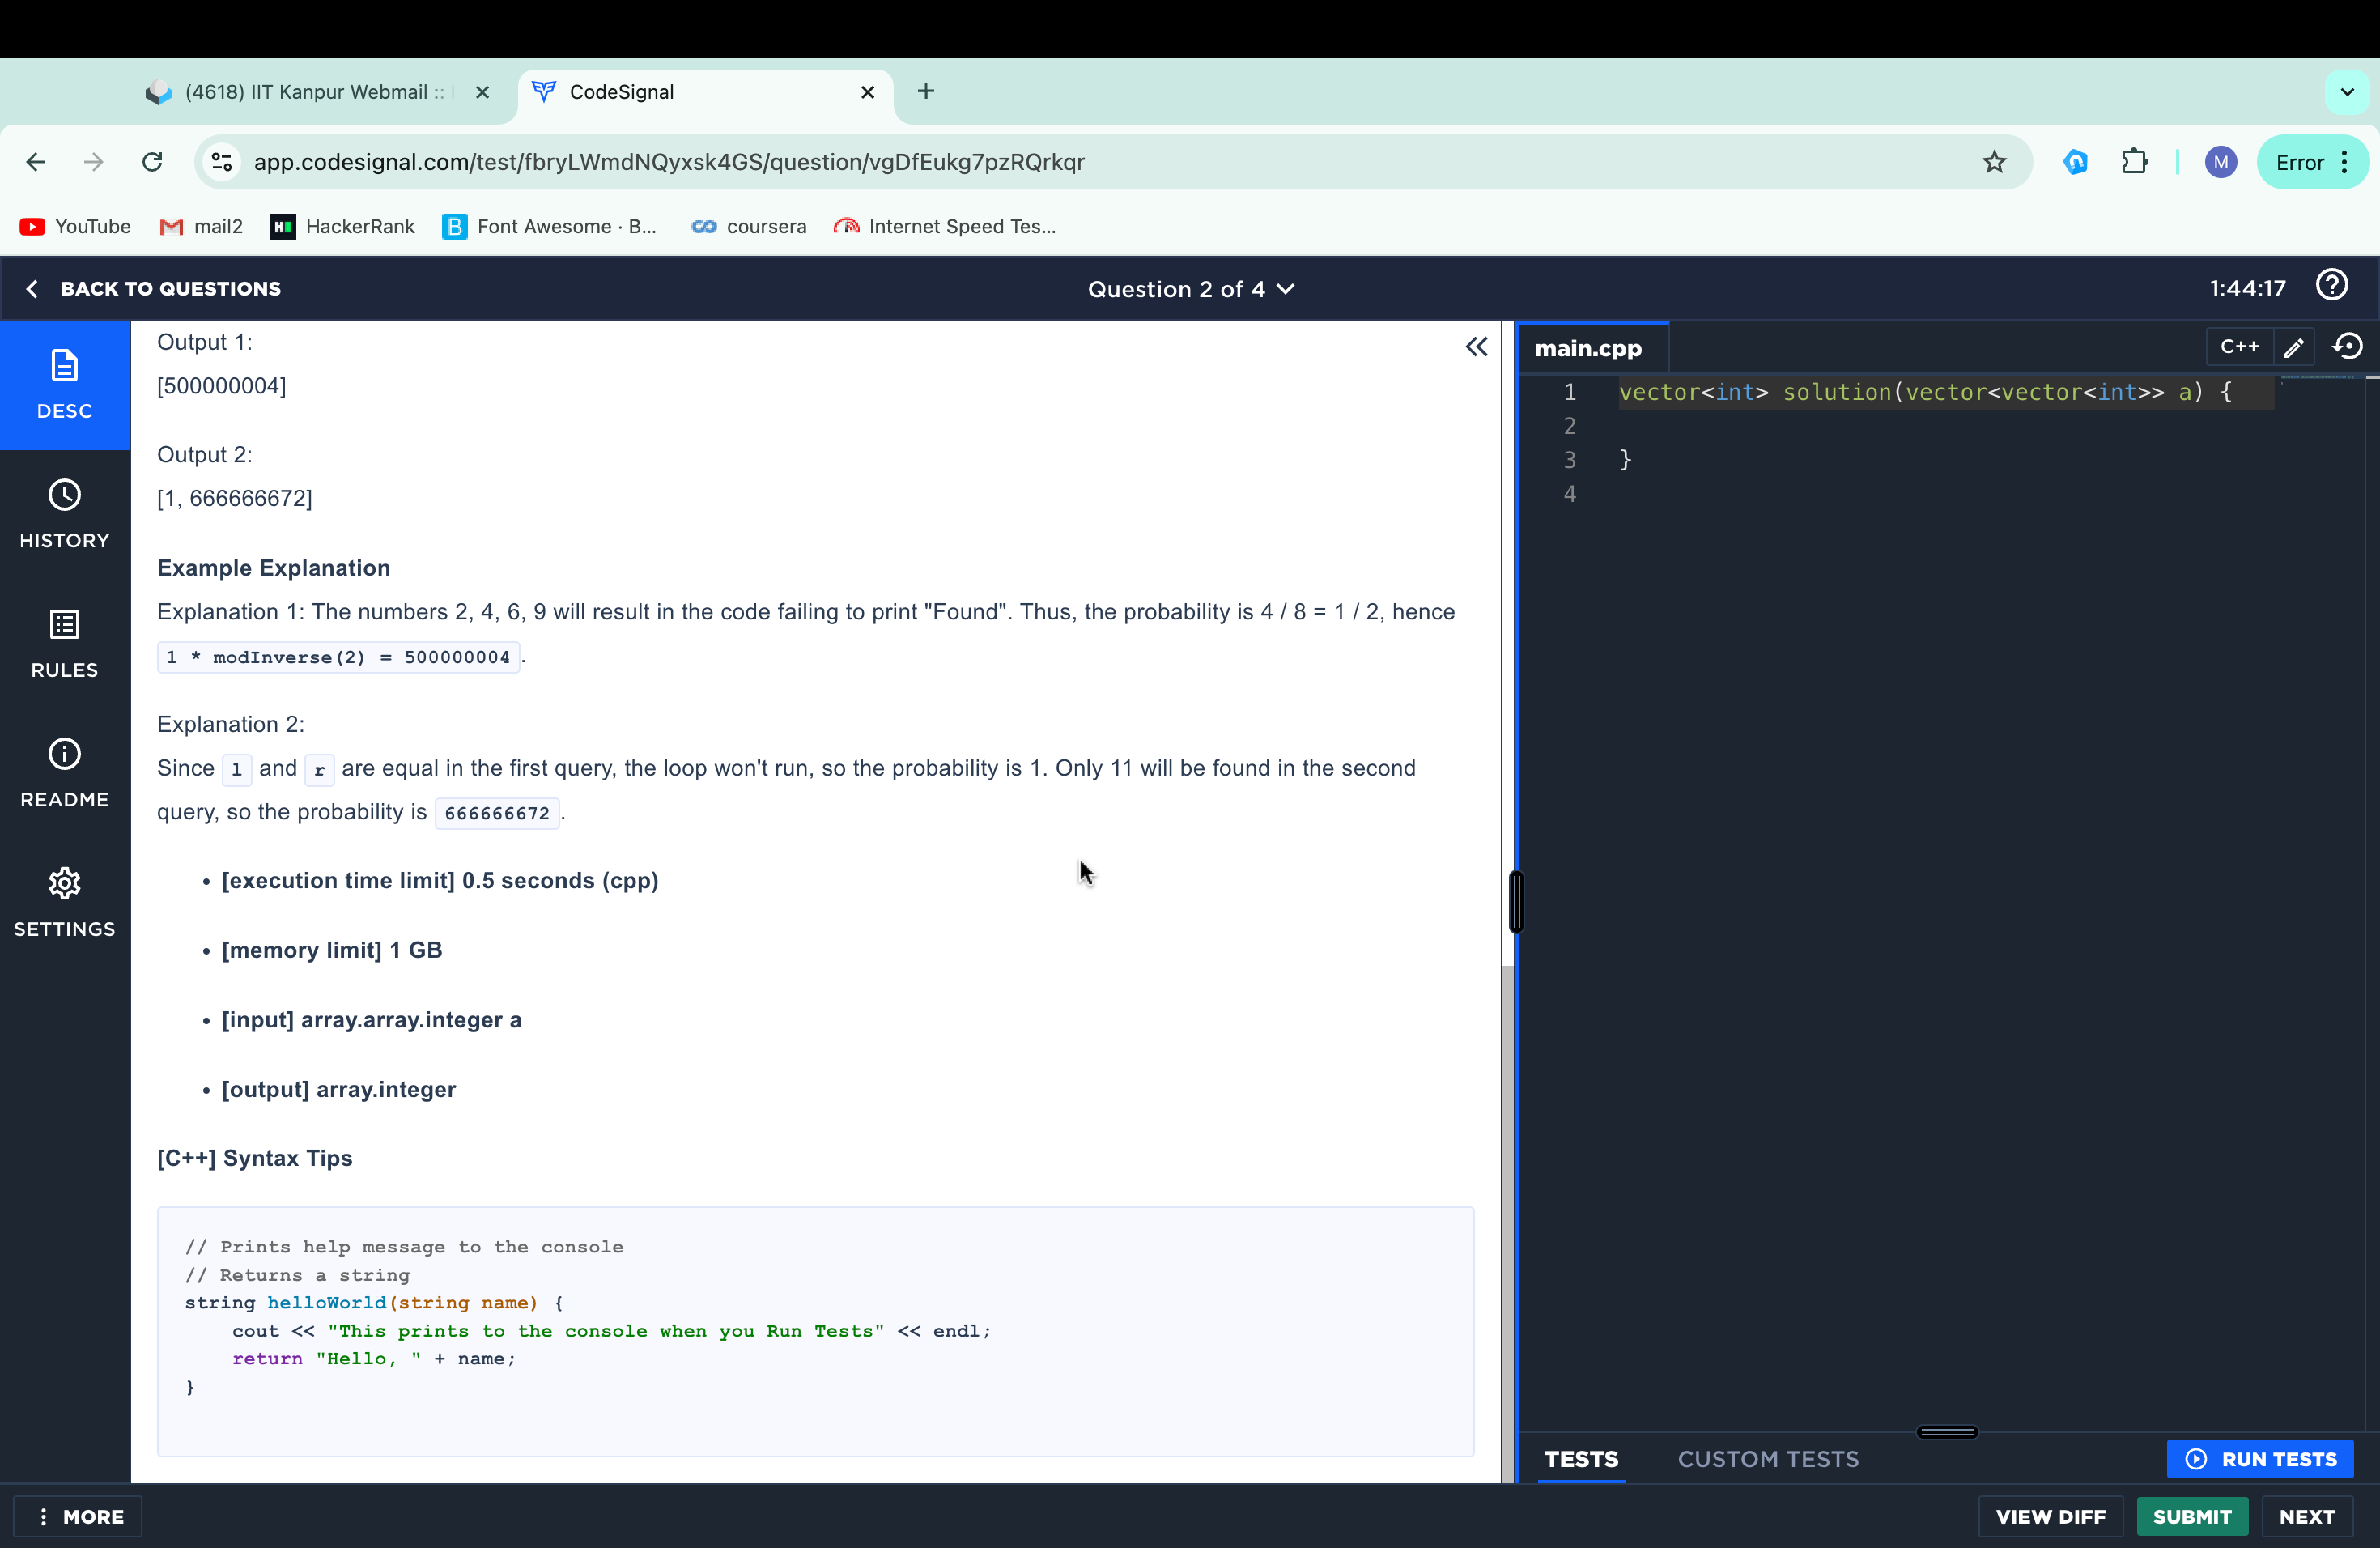 (4618) IIT Kanpur Webmail ::
CodeSignal
app.codesignal.com/test/fbryLWmdNQyxsk4GS/question/vgDfEukg7pzRQrkqr
M
Error
YouTube
mail2
HackerRank
Font Awesome · B...
coursera
Internet Speed Tes...
BACK TO QUESTIONS
Question 2 of 4
1:44:17
DESC
HISTORY
RULES
README
SETTINGS
Output 1:
[500000004]
Output 2:
[1, 666666672]
Example Explanation
Explanation 1: The numbers 2, 4, 6, 9 will result in the code failing to print "Found". Thus, the probability is 4 / 8 = 1 / 2, hence
1 * modInverse(2) = 500000004 .
Explanation 2:
Since l and r are equal in the first query, the loop won't run, so the probability is 1. Only 11 will be found in the second
query, so the probability is 666666672 .
• [execution time limit] 0.5 seconds (cpp)
• [memory limit] 1 GB
• [input] array.array.integer a
• [output] array.integer
[C++] Syntax Tips
// Prints help message to the console
// Returns a string
string helloWorld(string name) {
    cout << "This prints to the console when you Run Tests" << endl;
    return "Hello, " + name;
}
main.cpp
C++
1 vector<int> solution(vector<vector<int>> a) {
2
3 }
4
TESTS
CUSTOM TESTS
RUN TESTS
MORE
VIEW DIFF
SUBMIT
NEXT